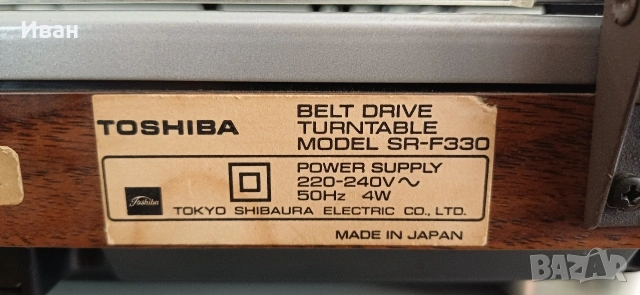 Иван
TOSHIBA
BELT DRIVE
TURNTABLE
MODEL SR-F330
POWER SUPPLY
220-240V~
50Hz 4W
Toshiba
TOKYO SHIBAURA ELECTRIC CO., LTD.
MADE IN JAPAN
BAZAR